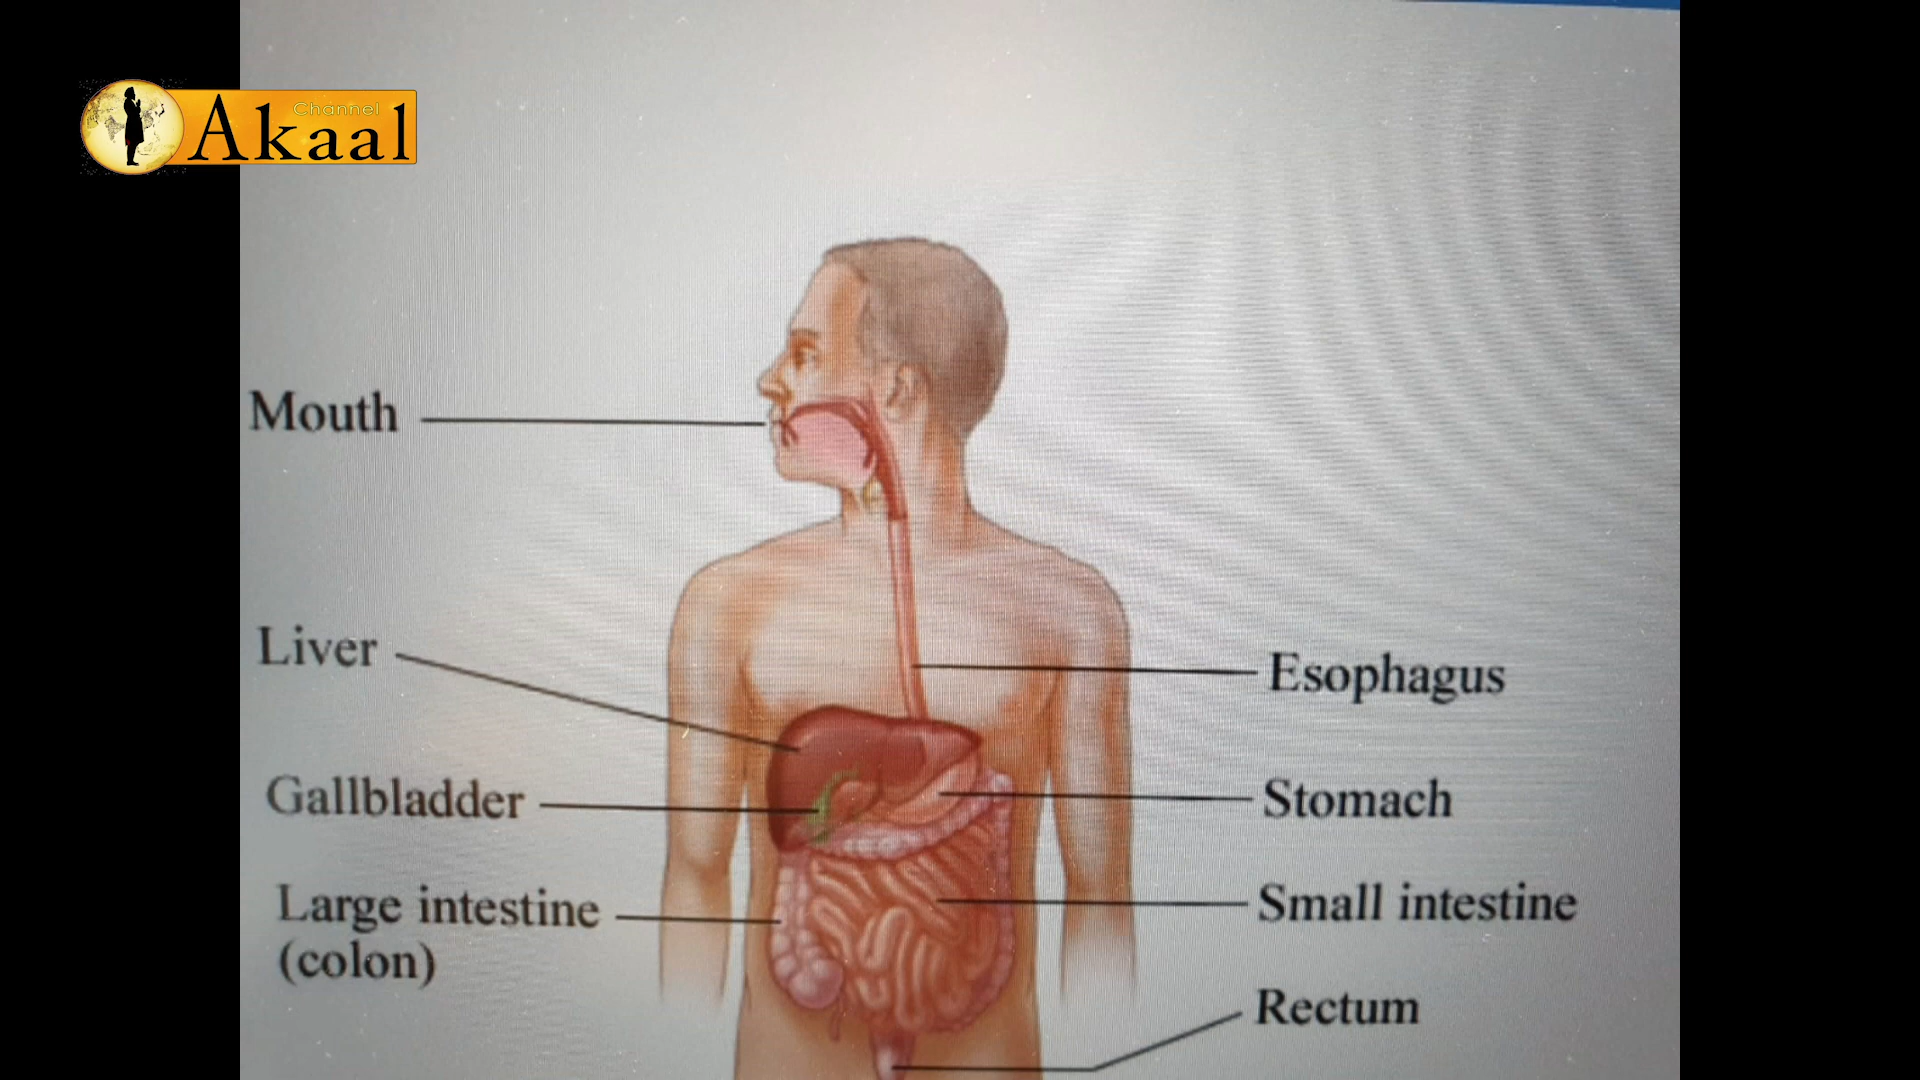 Channel
Akaal
Mouth
Liver
Gallbladder
Large intestine
(colon)
Esophagus
Stomach
Small intestine
Rectum